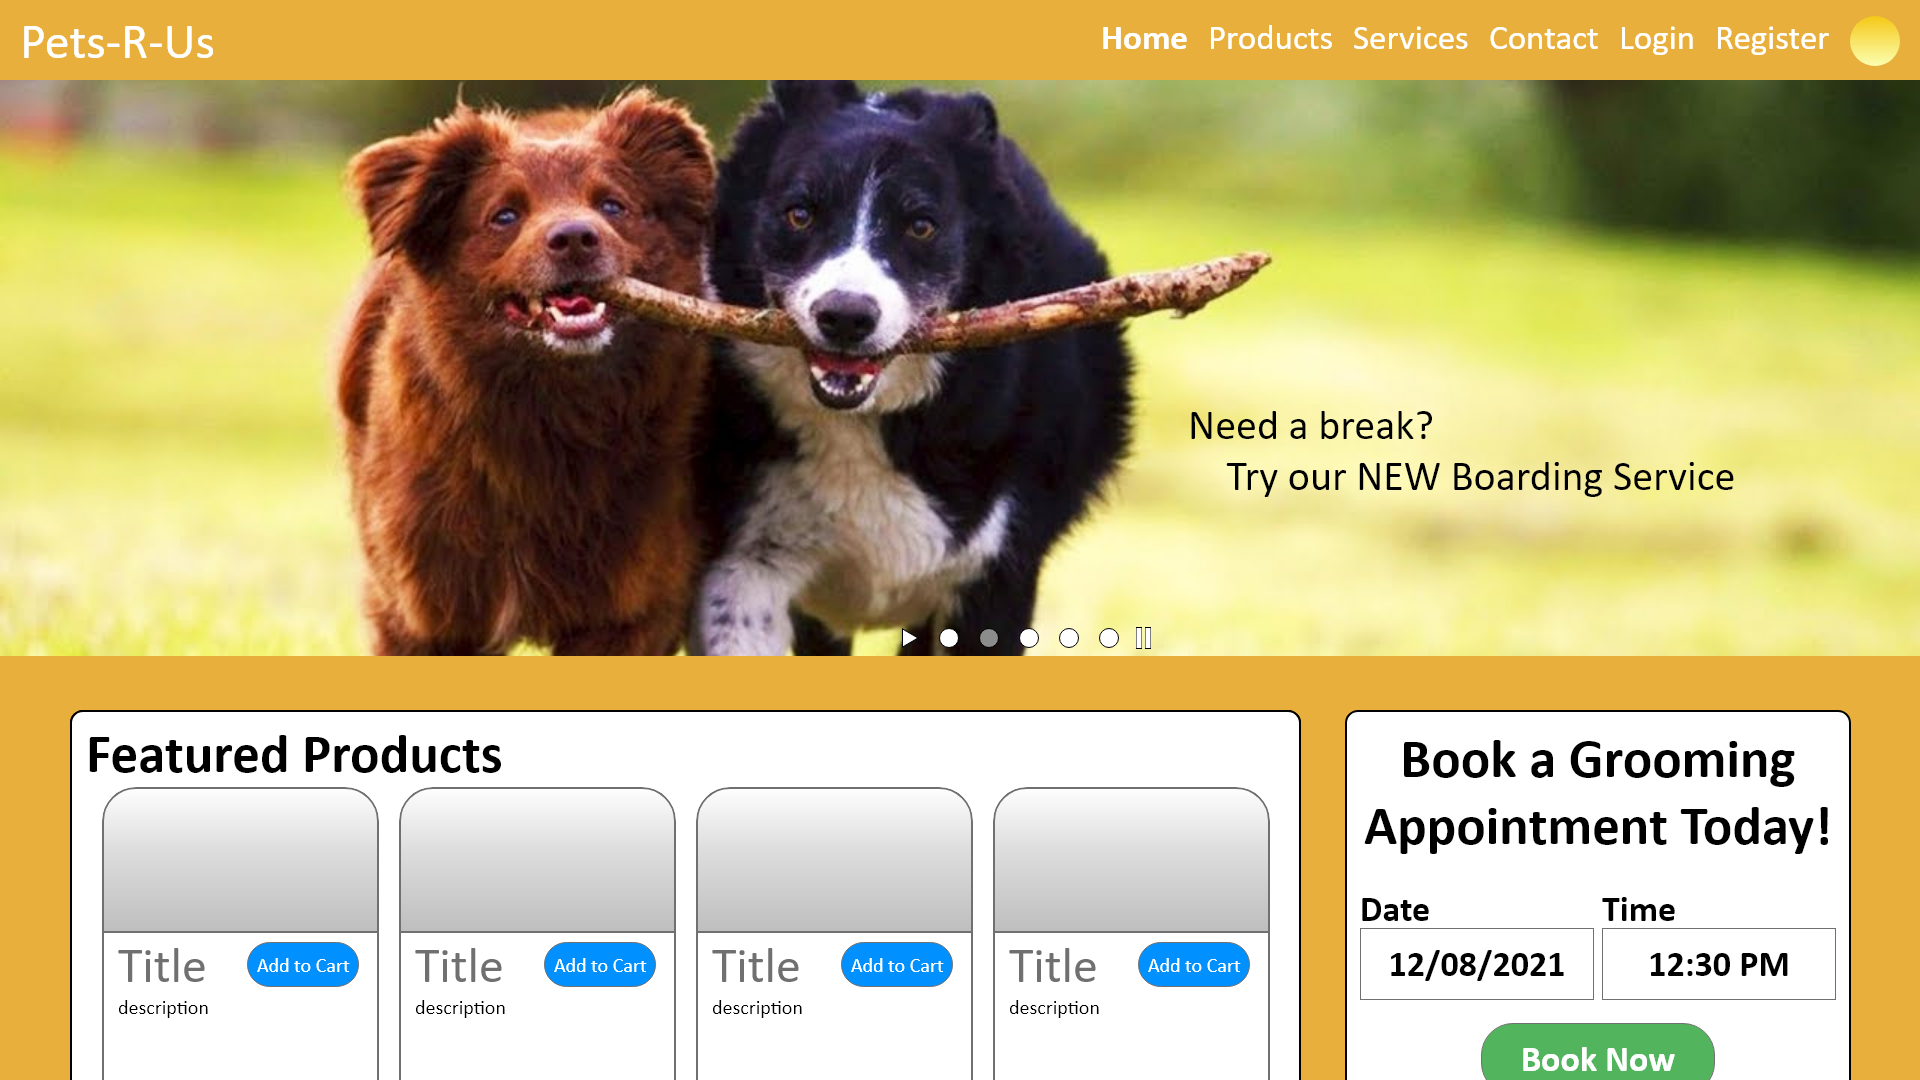 Pets-R-Us
Home Products Services Contact Login Register
Need a break?
Try our NEW Boarding Service
Featured Products
Title Add to Cart
description
Title Add to Cart
description
Title Add to Cart
description
Title Add to Cart
description
Book a Grooming
Appointment Today!
Date Time
12/08/2021 12:30 PM
Book Now